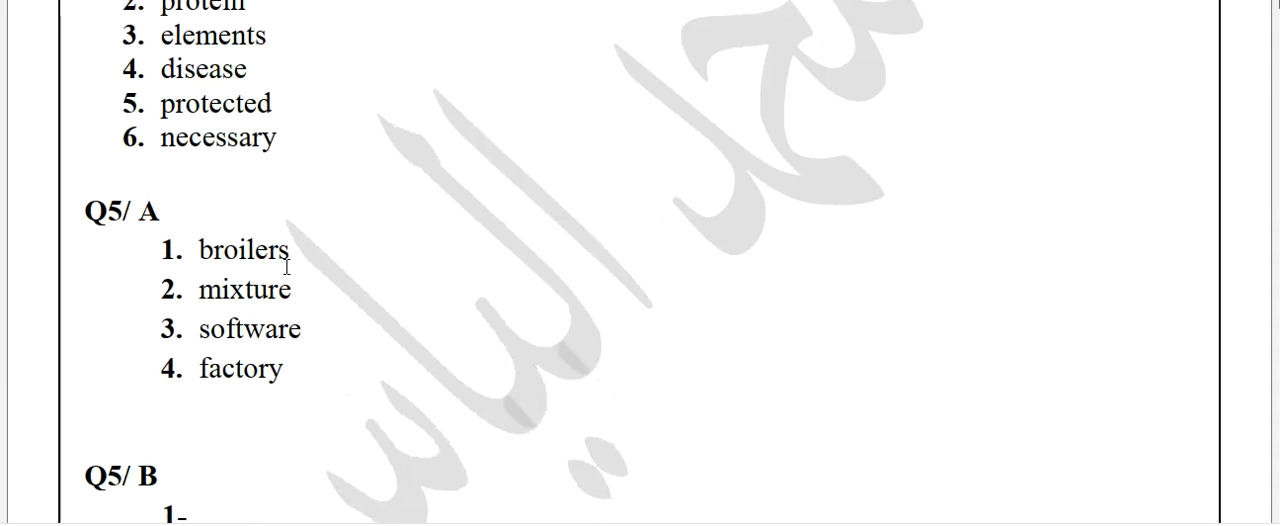 2. protein
3. elements
4. disease
5. protected
6. necessary
Q5/ A
1. broilers
2. mixture
3. software
4. factory
Q5/ B
1-